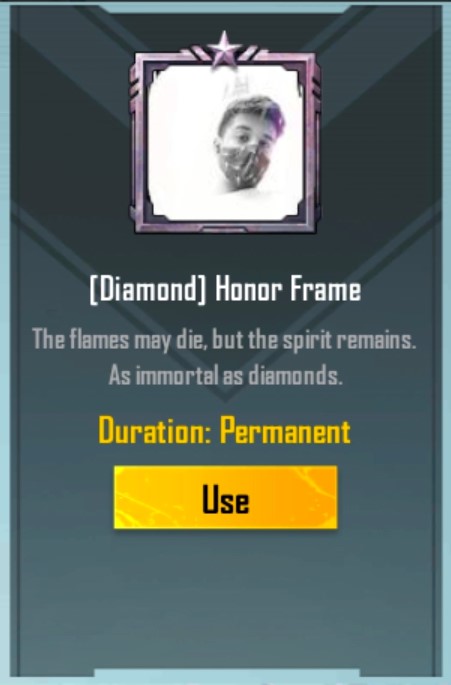 [Diamond] Honor Frame
The flames may die, but the spirit remains.
As immortal as diamonds.
Duration: Permanent
Use